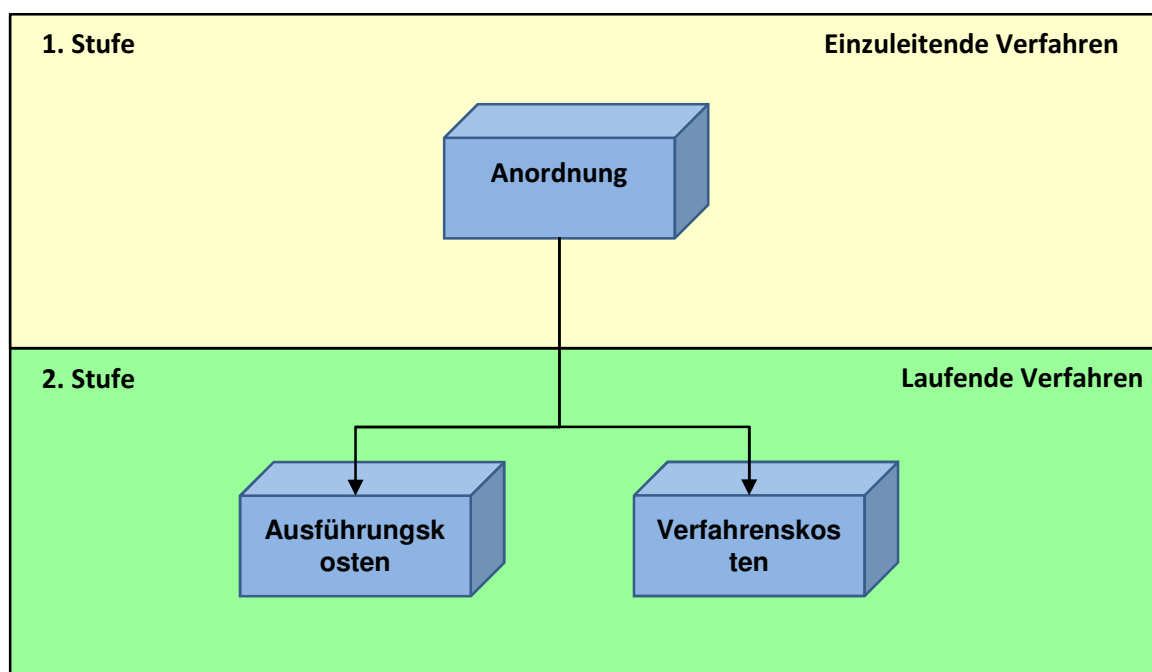 1. Stufe
Einzuleitende Verfahren
Anordnung
2. Stufe
Laufende Verfahren
Ausführungsk
osten
Verfahrenskos
ten